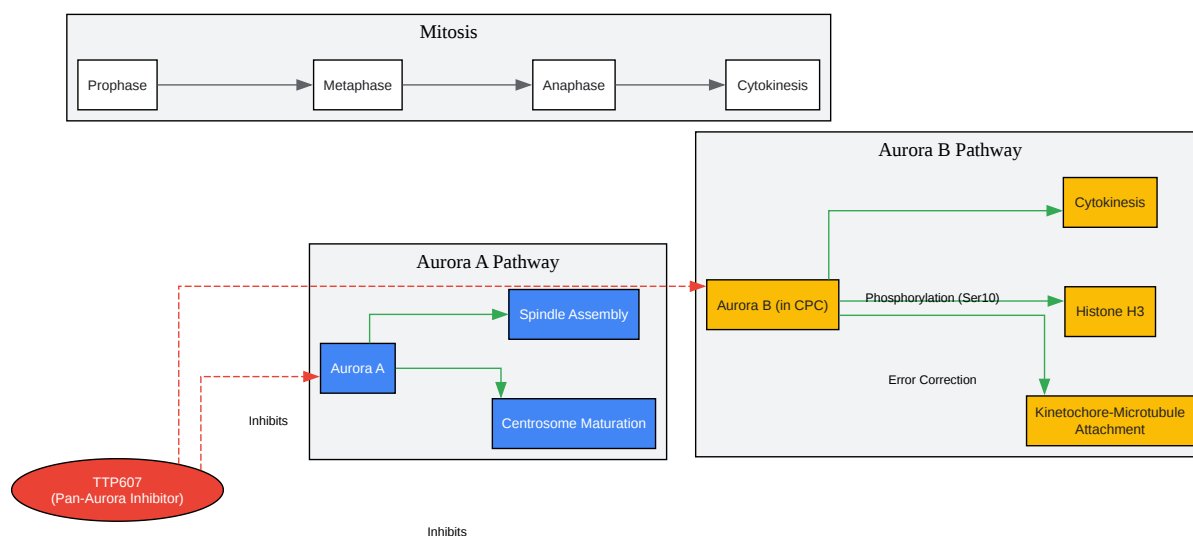 Mitosis
Prophase
Metaphase
Anaphase
Cytokinesis
Aurora B Pathway
Cytokinesis
Aurora B (in CPC)
Phosphorylation (Ser10)
Histone H3
Error Correction
Kinetochore-Microtubule
Attachment
Aurora A Pathway
Spindle Assembly
Aurora A
Centrosome Maturation
Inhibits
TTP607
(Pan-Aurora Inhibitor)
Inhibits